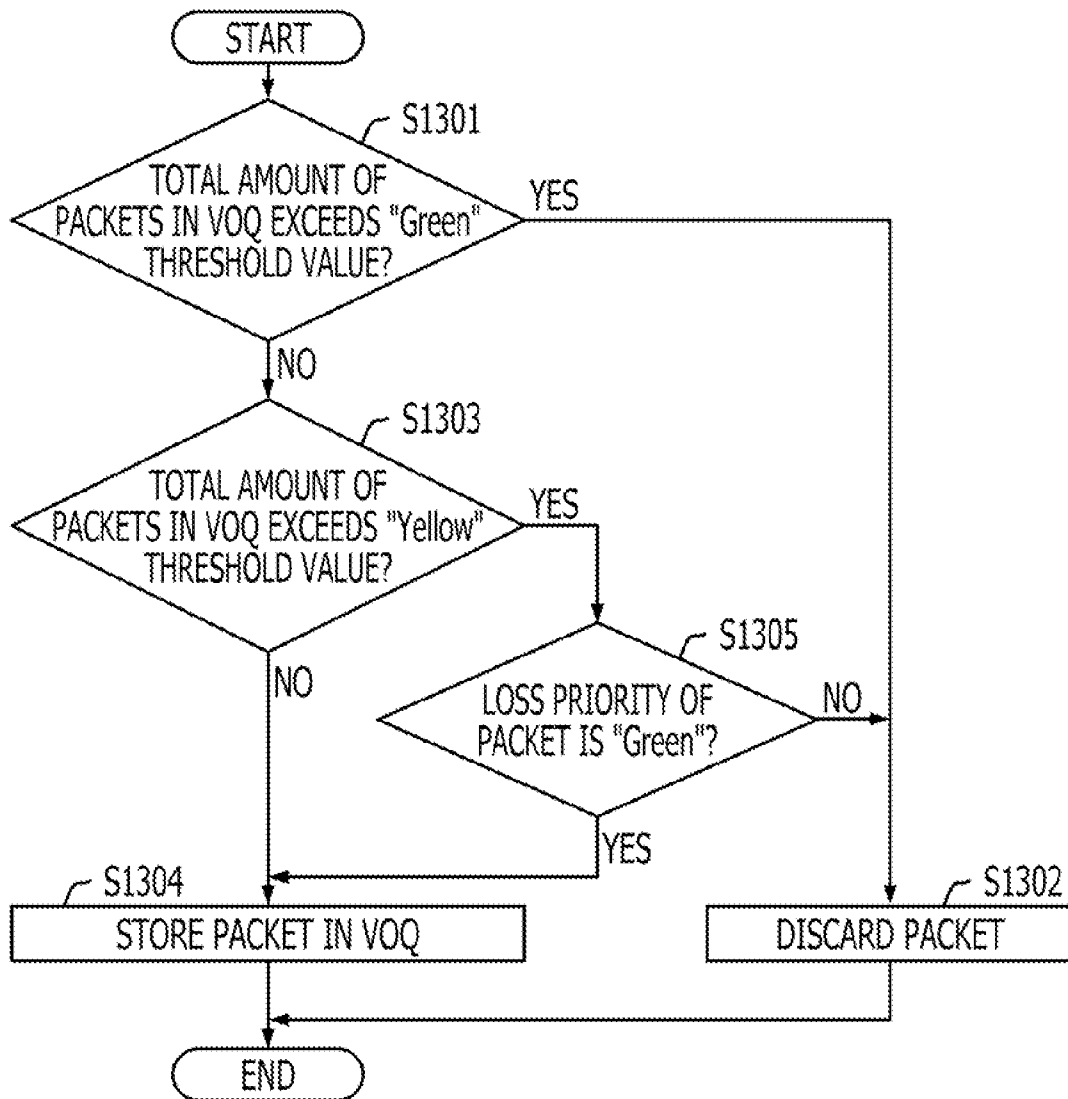 START
S1301
TOTAL AMOUNT OF
PACKETS IN VOQ EXCEEDS "Green"
THRESHOLD VALUE?
YES
NO
S1303
TOTAL AMOUNT OF
PACKETS IN VOQ EXCEEDS "Yellow"
THRESHOLD VALUE?
YES
NO
S1305
LOSS PRIORITY OF
PACKET IS "Green"?
NO
YES
S1304
STORE PACKET IN VOQ
S1302
DISCARD PACKET
END